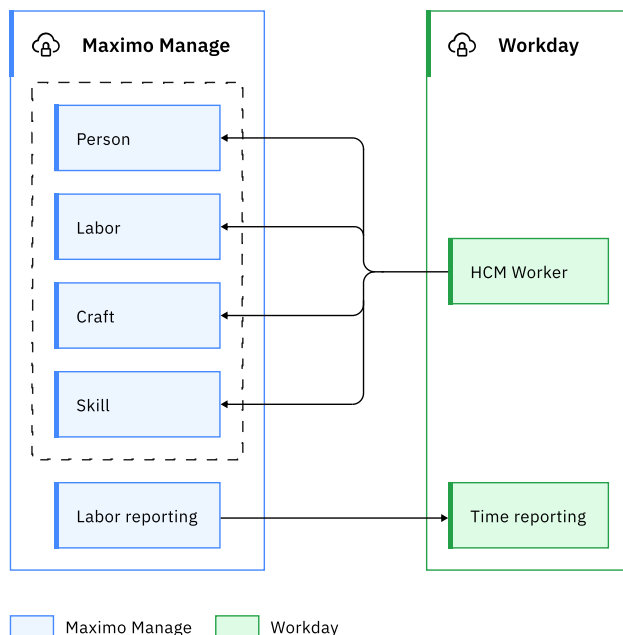 Maximo Manage
Workday
Person
Labor
Craft
Skill
HCM Worker
Labor reporting
Time reporting
Maximo Manage
Workday